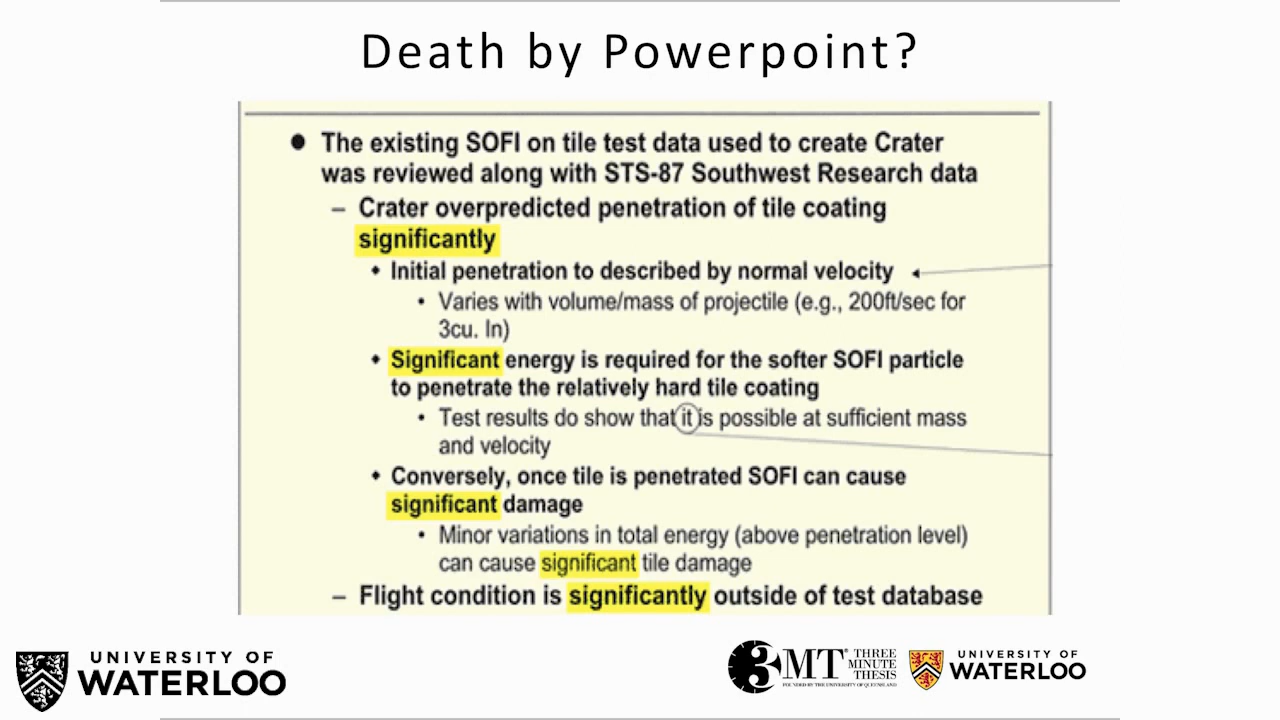 Death by Powerpoint?
● The existing SOFI on tile test data used to create Crater
was reviewed along with STS-87 Southwest Research data
– Crater overpredicted penetration of tile coating
significantly
• Initial penetration to described by normal velocity
• Varies with volume/mass of projectile (e.g., 200ft/sec for
3cu. In)
• Significant energy is required for the softer SOFI particle
to penetrate the relatively hard tile coating
• Test results do show that it is possible at sufficient mass
and velocity
• Conversely, once tile is penetrated SOFI can cause
significant damage
• Minor variations in total energy (above penetration level)
can cause significant tile damage
– Flight condition is significantly outside of test database
UNIVERSITY OF
WATERLOO
3MT®
THREE
MINUTE
THESIS
FOUNDED BY THE UNIVERSITY OF QUEENSLAND
UNIVERSITY OF
WATERLOO